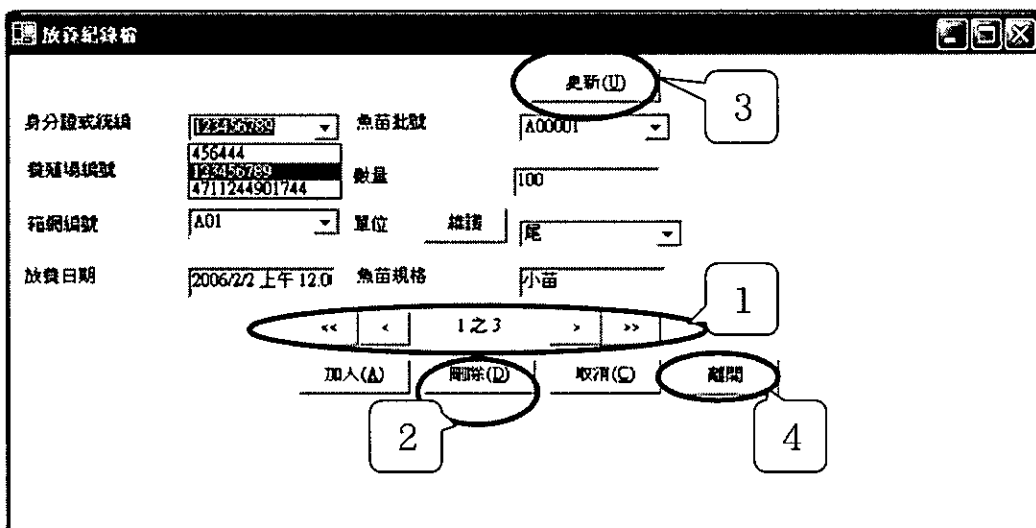 放養紀錄檔
更新(U)
3
身分證或統編
123456789
魚苗批號
A00001
456444
123456789
4711244901744
養殖場編號
數量
100
箱網編號
A01
單位
維護
尾
放養日期
2006/2/2 上午 12:0
魚苗規格
小苗
1
<< < 1 之 3 > >>
加入(A) 刪除(D) 取消(C) 離開
2
4